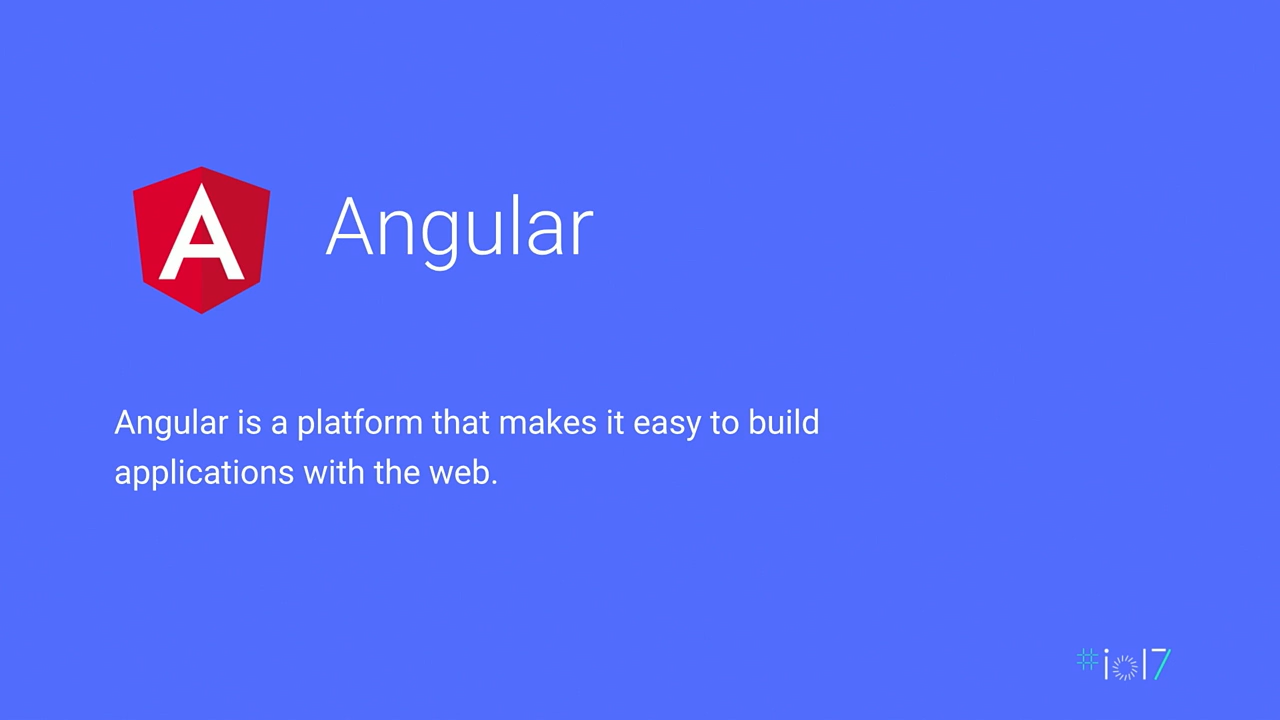 A
Angular
Angular is a platform that makes it easy to build
applications with the web.
#io17